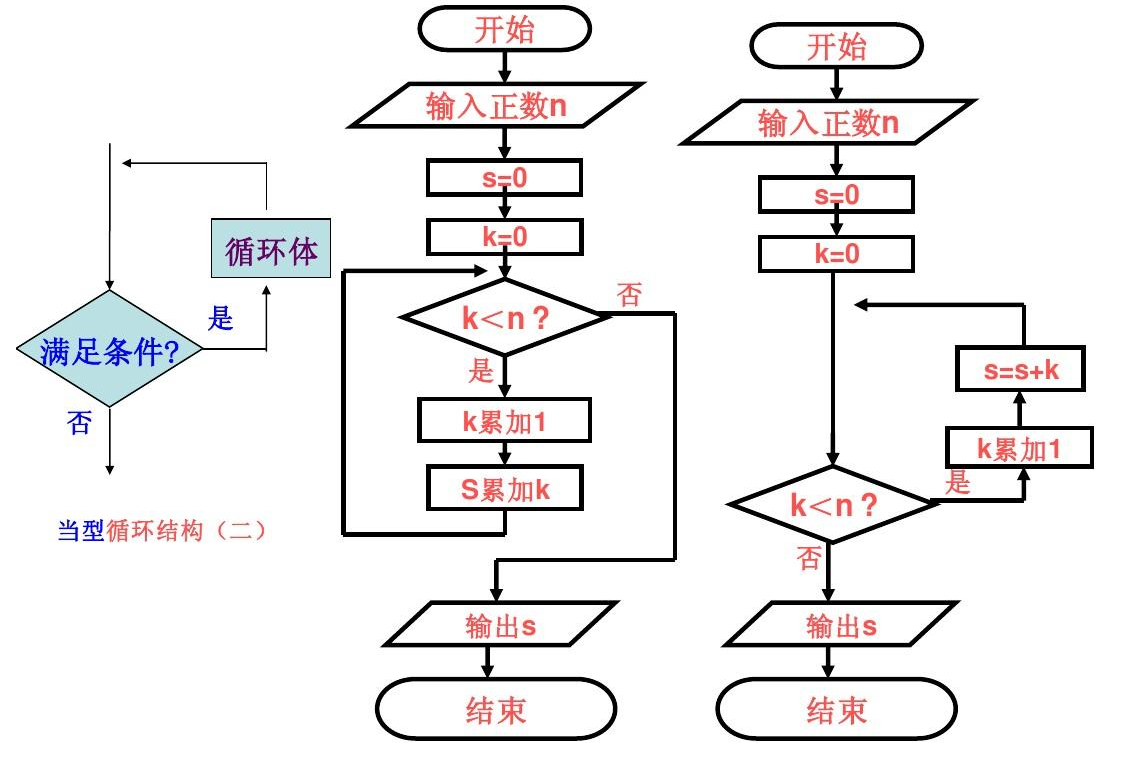 循环体
满足条件?
是
否
当型循环结构（二）
开始
输入正数n
s=0
k=0
k<n？
否
是
k累加1
S累加k
输出s
结束
开始
输入正数n
s=0
k=0
s=s+k
k累加1
k<n？
是
否
输出s
结束